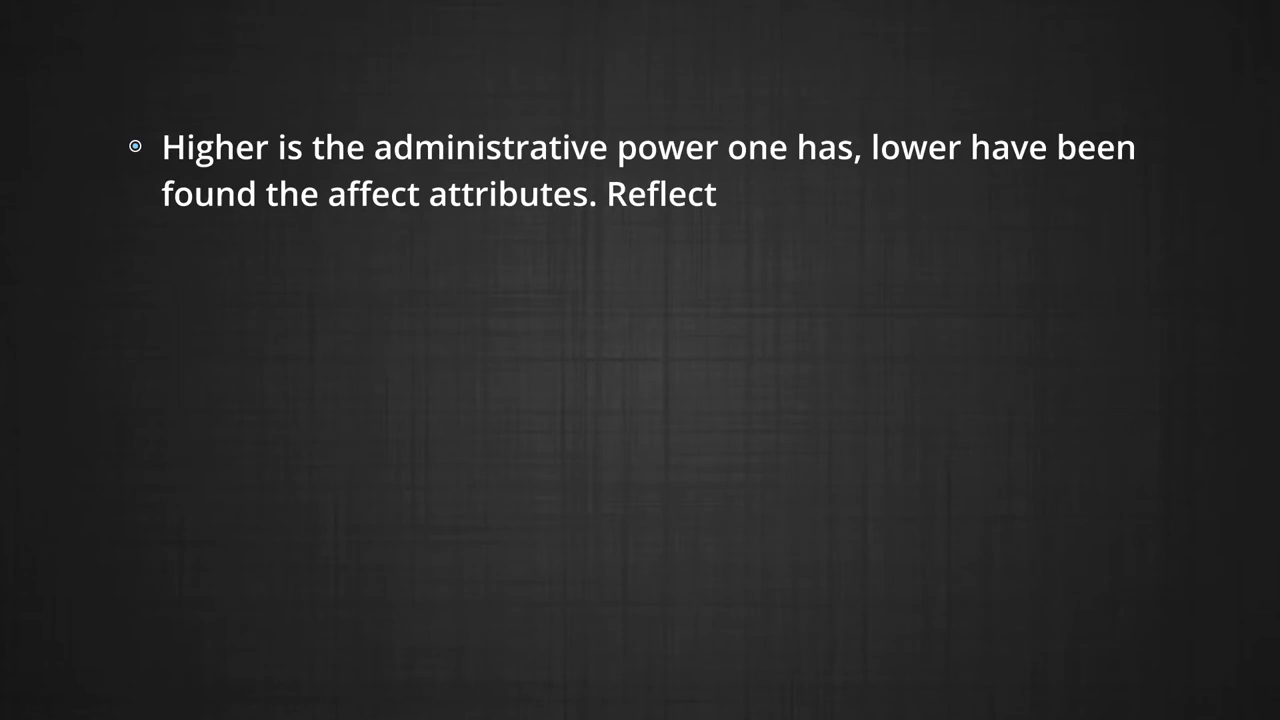 Higher is the administrative power one has, lower have been
found the affect attributes. Reflect